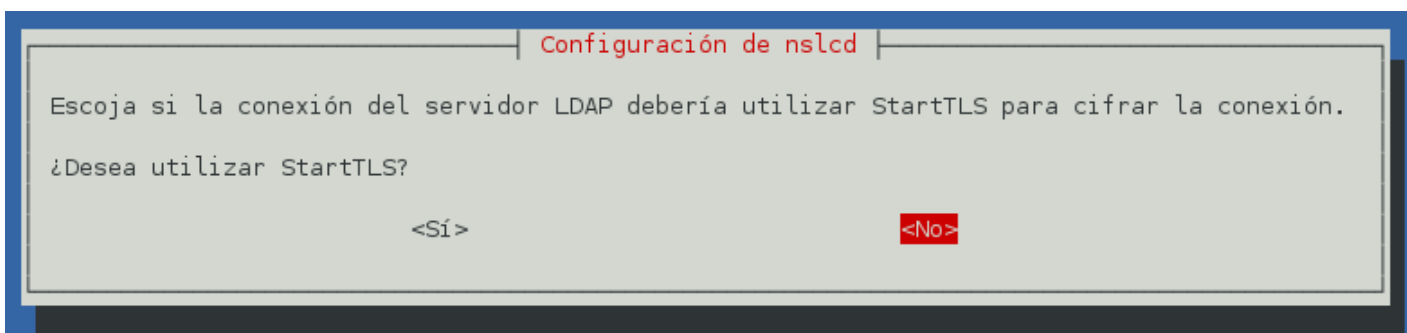 Configuración de nslcd
Escoja si la conexión del servidor LDAP debería utilizar StartTLS para cifrar la conexión.
¿Desea utilizar StartTLS?
<Sí> <No>